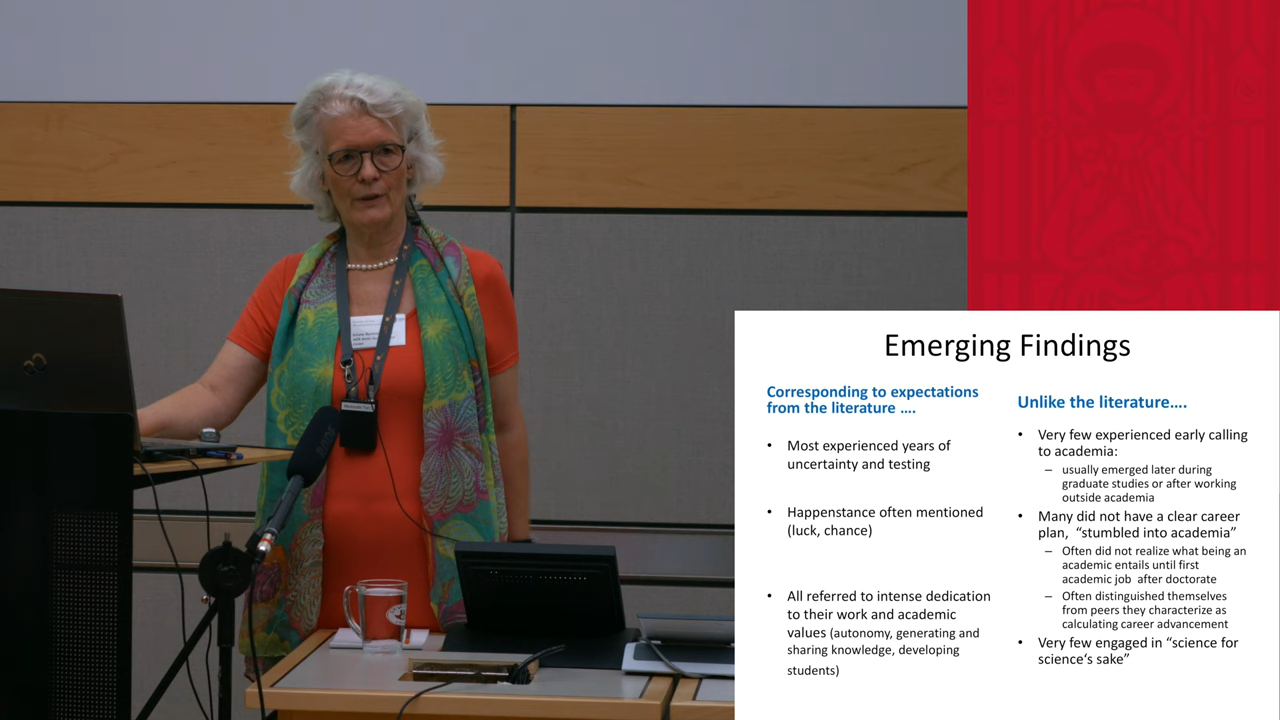 Emerging Findings
Corresponding to expectations
from the literature ....
• Most experienced years of
uncertainty and testing
• Happenstance often mentioned
(luck, chance)
• All referred to intense dedication
to their work and academic
values (autonomy, generating and
sharing knowledge, developing
students)
Unlike the literature....
• Very few experienced early calling
to academia:
– usually emerged later during
graduate studies or after working
outside academia
• Many did not have a clear career
plan, “stumbled into academia”
– Often did not realize what being an
academic entails until first
academic job after doctorate
– Often distinguished themselves
from peers they characterize as
calculating career advancement
• Very few engaged in “science for
science‘s sake”
RØDE